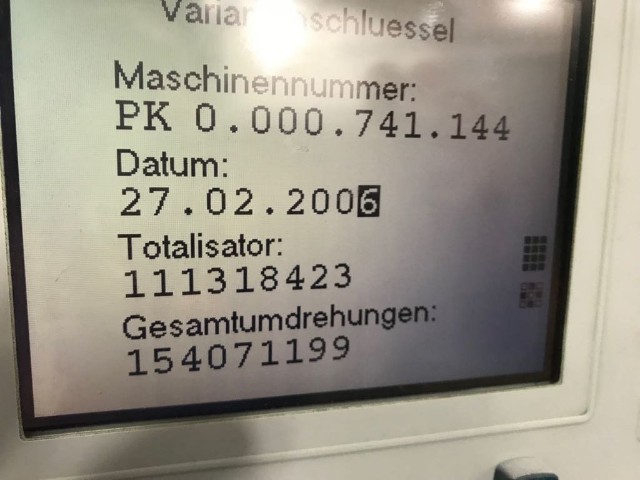 Maschinennummer:
PK 0.000.741.144
Datum:
27.02.2006
Totalisator:
111318423
Gesamtumdrehungen:
154071199